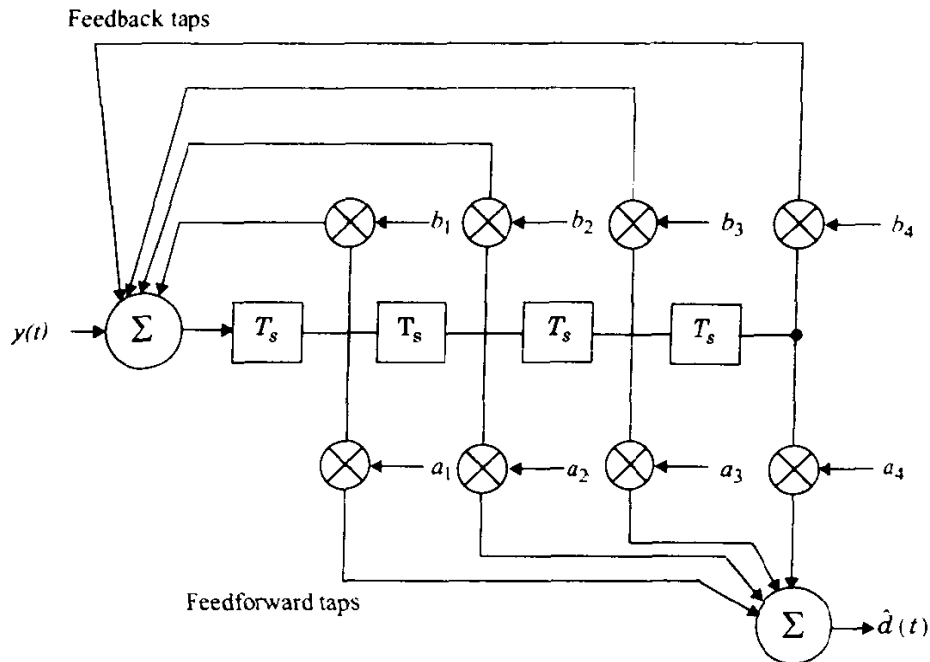 Feedback taps
b₁
b₂
b₃
b₄
y(t)
Σ
Tₛ
Tₛ
Tₛ
Tₛ
a₁
a₂
a₃
a₄
Feedforward taps
Σ
d̂(t)